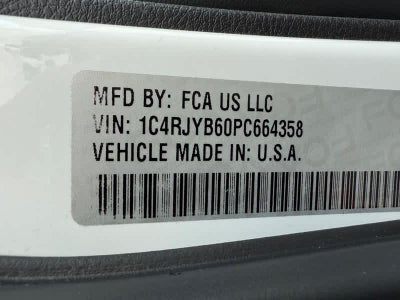 MFD BY: FCA US LLC
VIN: 1C4RJYB60PC664358
VEHICLE MADE IN: U.S.A.